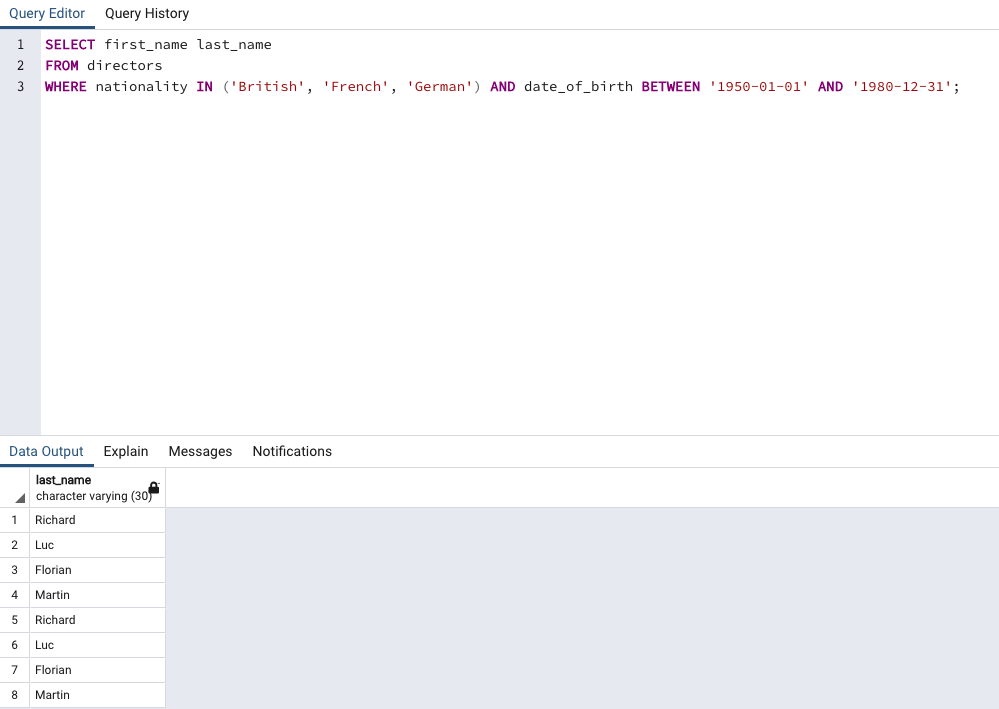 Query Editor Query History
1 SELECT first_name last_name
2 FROM directors
3 WHERE nationality IN ('British', 'French', 'German') AND date_of_birth BETWEEN '1950-01-01' AND '1980-12-31';
Data Output Explain Messages Notifications
last_name
character varying (30)
1 Richard
2 Luc
3 Florian
4 Martin
5 Richard
6 Luc
7 Florian
8 Martin